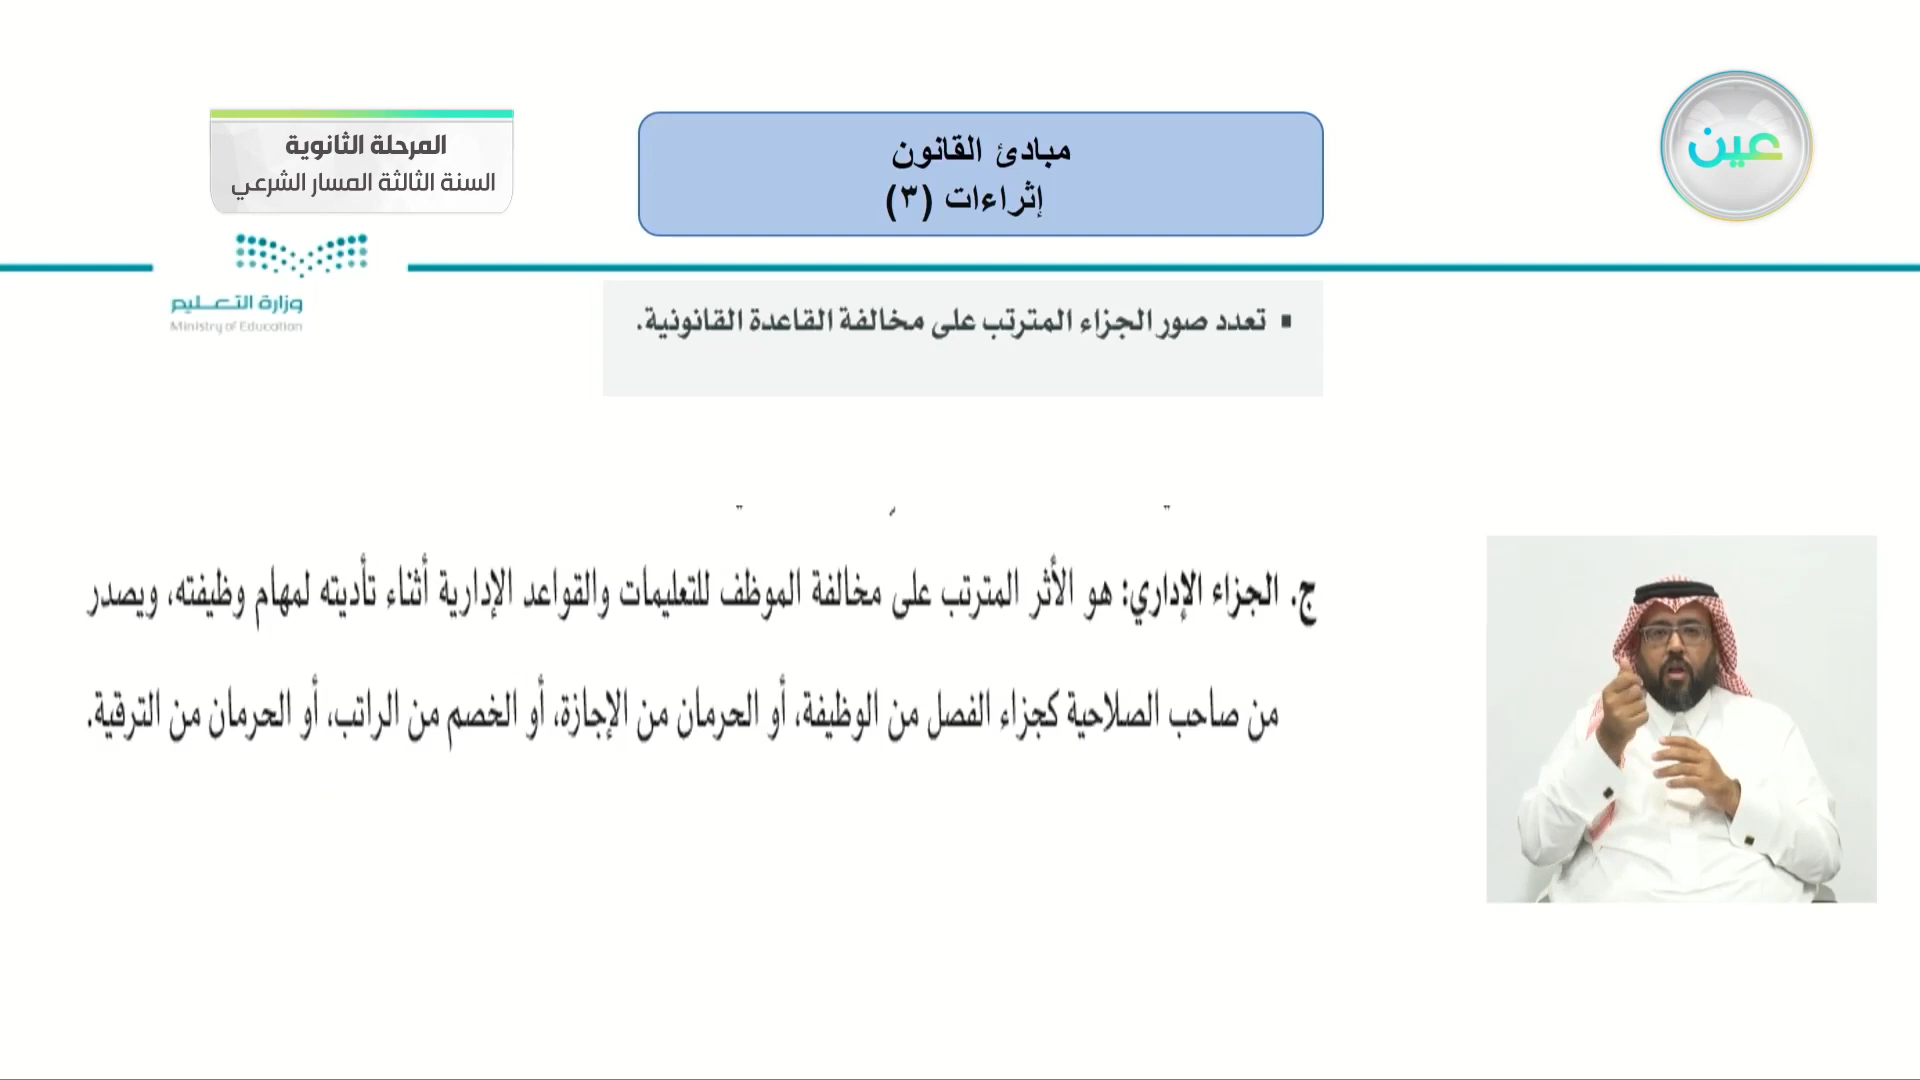 المرحلة الثانوية
السنة الثالثة المسار الشرعي
مبادئ القانون
إثراءات (٣)
عين
وزارة التعليم
Ministry of Education
▪ تعدد صور الجزاء المترتب على مخالفة القاعدة القانونية.
ج. الجزاء الإداري: هو الأثر المترتب على مخالفة الموظف للتعليمات والقواعد الإدارية أثناء تأديته لمهام وظيفته، ويصدر
من صاحب الصلاحية كجزاء الفصل من الوظيفة، أو الحرمان من الإجازة، أو الخصم من الراتب، أو الحرمان من الترقية.